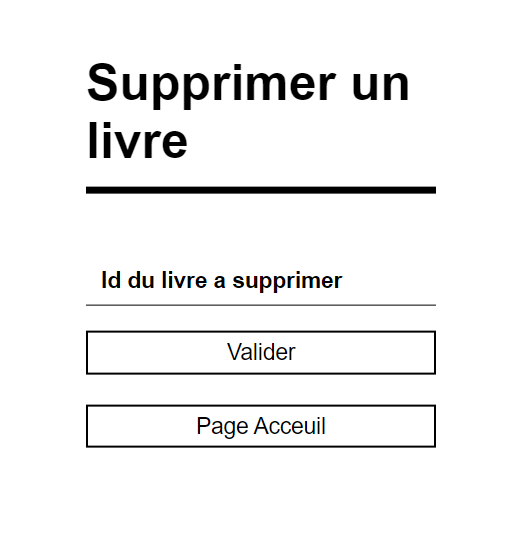 Supprimer un
livre
Id du livre a supprimer
Valider
Page Acceuil